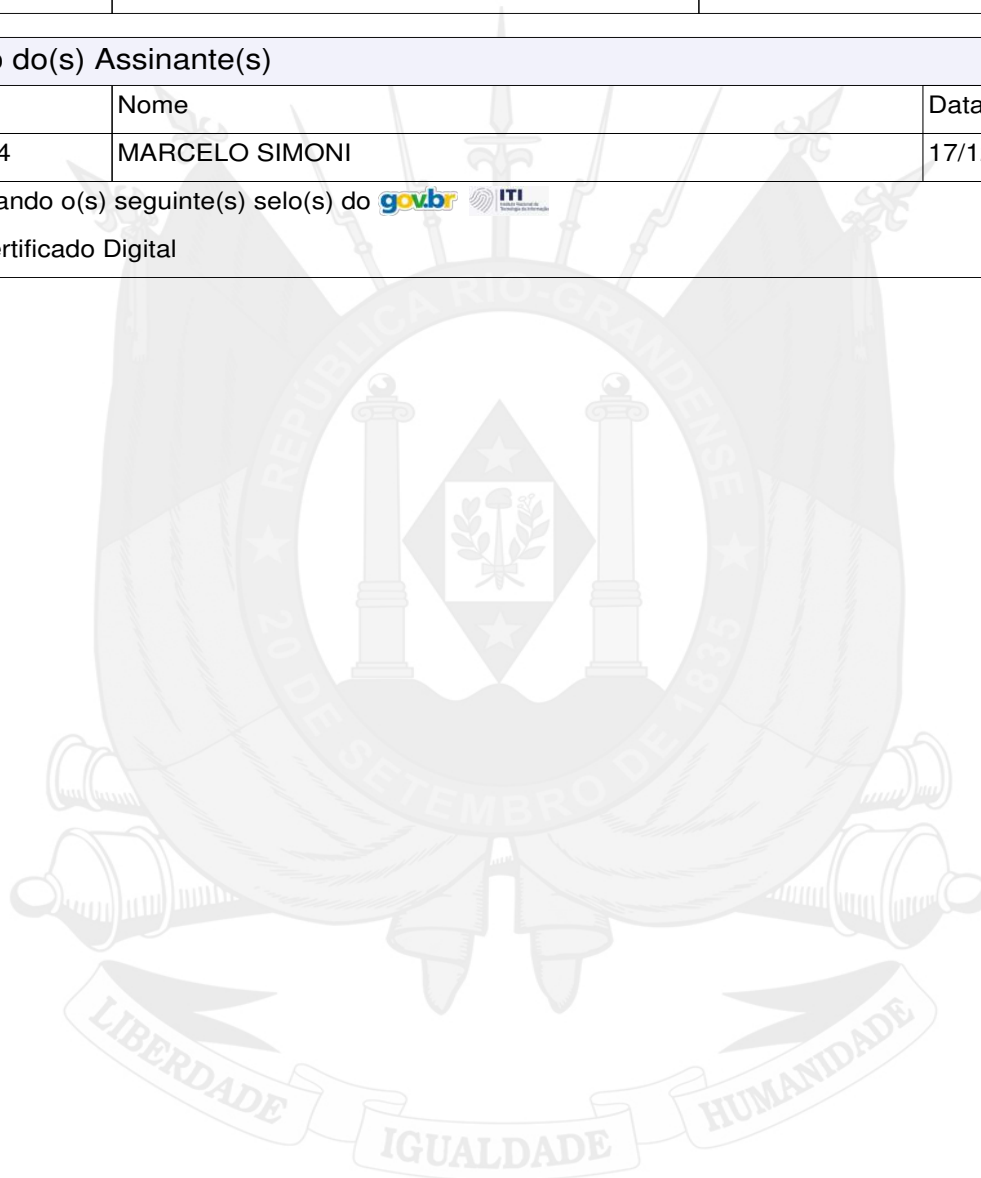 do(s) Assinante(s)
Nome Data
4 MARCELO SIMONI 17/1
ando o(s) seguinte(s) selo(s) do gov.br ITI
rtificado Digital
REPÚBLICA RIO-GRANDENSE
20 DE SETEMBRO DE 1835
LIBERDADE IGUALDADE HUMANIDADE